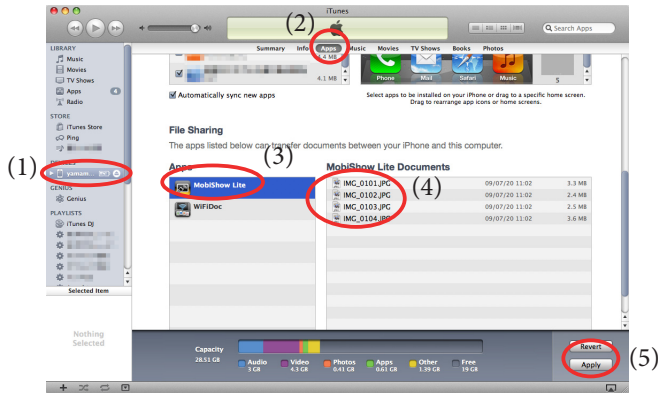 (2)
iTunes
Search Apps
LIBRARY
Music
Movies
TV Shows
Apps 4
Radio
STORE
iTunes Store
Ping
(1)
yamam...
GENIUS
Genius
PLAYLISTS
iTunes DJ
Selected Item
Nothing
Selected
Summary Info Apps Music Movies TV Shows Books Photos
4.4 MB
4.1 MB
Phone Mail Safari Music
5
Automatically sync new apps
Select apps to be installed on your iPhone or drag to a specific home screen.
Drag to rearrange app icons or home screens.
File Sharing
The apps listed below can transfer documents between your iPhone and this computer.
(3)
Apps
MobiShow Lite
WiFiDoc
MobiShow Lite Documents
(4)
IMG_0101.JPG 09/07/20 11:02 3.3 MB
IMG_0102.JPG 09/07/20 11:02 2.4 MB
IMG_0103.JPG 09/07/20 11:02 2.5 MB
IMG_0104.JPG 09/07/20 11:02 3.6 MB
Capacity
28.51 GB
Audio
3 GB
Video
4.3 GB
Photos
0.41 GB
Apps
0.61 GB
Other
1.39 GB
Free
19 GB
Revert
Apply
(5)